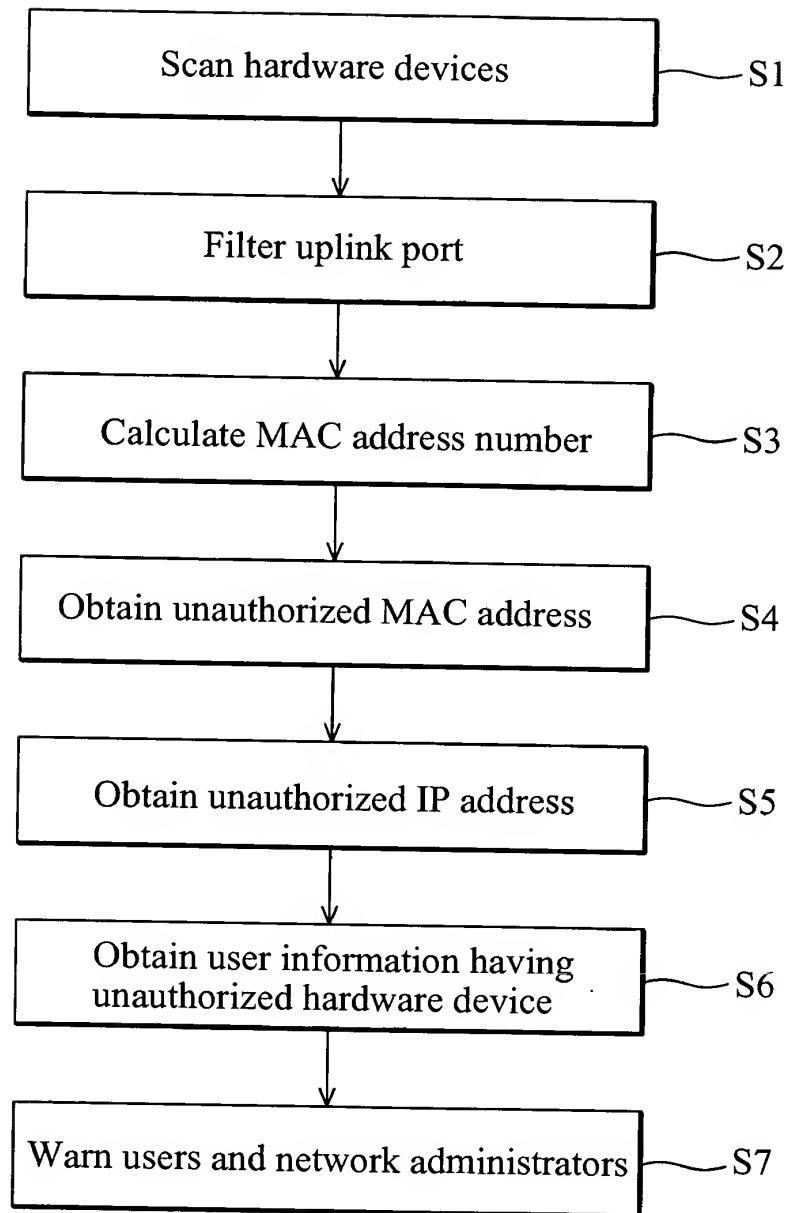 Scan hardware devices
S1
Filter uplink port
S2
Calculate MAC address number
S3
Obtain unauthorized MAC address
S4
Obtain unauthorized IP address
S5
Obtain user information having
unauthorized hardware device
S6
Warn users and network administrators
S7